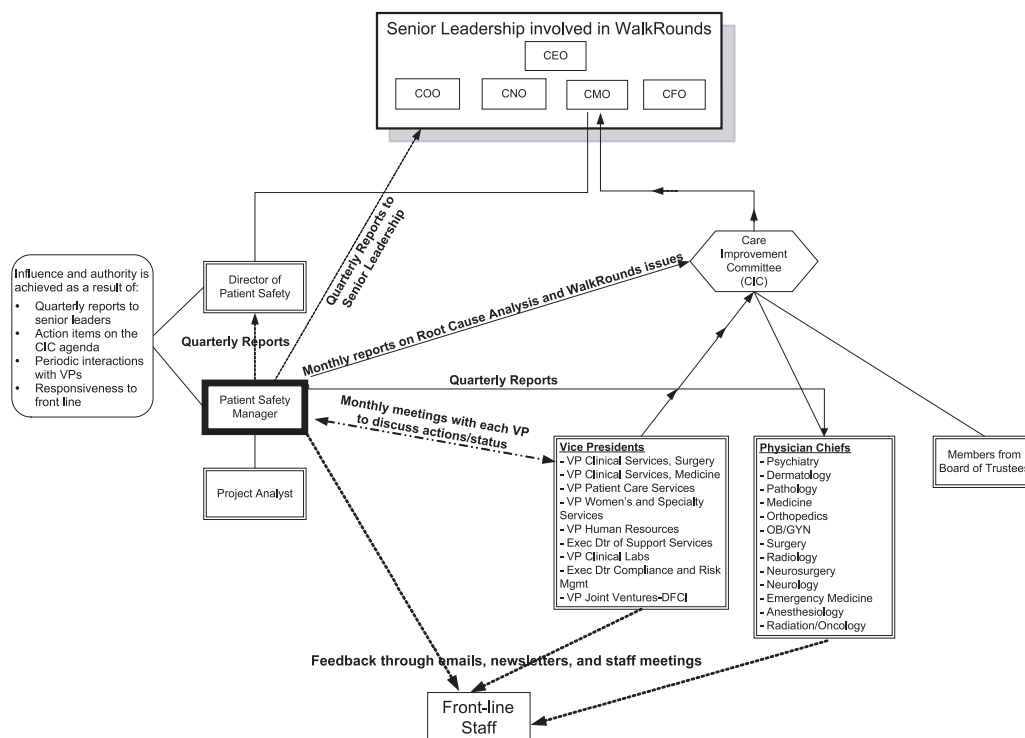 Senior Leadership involved in WalkRounds
CEO
COO
CNO
CMO
CFO
Quarterly Reports to
Senior Leadership
Care
Improvement
Committee
(CIC)
Influence and authority is
achieved as a result of:
• Quarterly reports to
senior leaders
• Action items on the
CIC agenda
• Periodic interactions
with VPs
• Responsiveness to
front line
Director of
Patient Safety
Monthly reports on Root Cause Analysis and WalkRounds issues
Quarterly Reports
Quarterly Reports
Patient Safety
Manager
Monthly meetings with each VP
to discuss actions/status
Project Analyst
Vice Presidents
- VP Clinical Services, Surgery
- VP Clinical Services, Medicine
- VP Patient Care Services
- VP Women's and Specialty
Services
- VP Human Resources
- Exec Dtr of Support Services
- VP Clinical Labs
- Exec Dtr Compliance and Risk
Mgmt
- VP Joint Ventures-DFCI
Physician Chiefs
- Psychiatry
- Dermatology
- Pathology
- Medicine
- Orthopedics
- OB/GYN
- Surgery
- Radiology
- Neurosurgery
- Neurology
- Emergency Medicine
- Anesthesiology
- Radiation/Oncology
Members from
Board of Trustees
Feedback through emails, newsletters, and staff meetings
Front-line
Staff